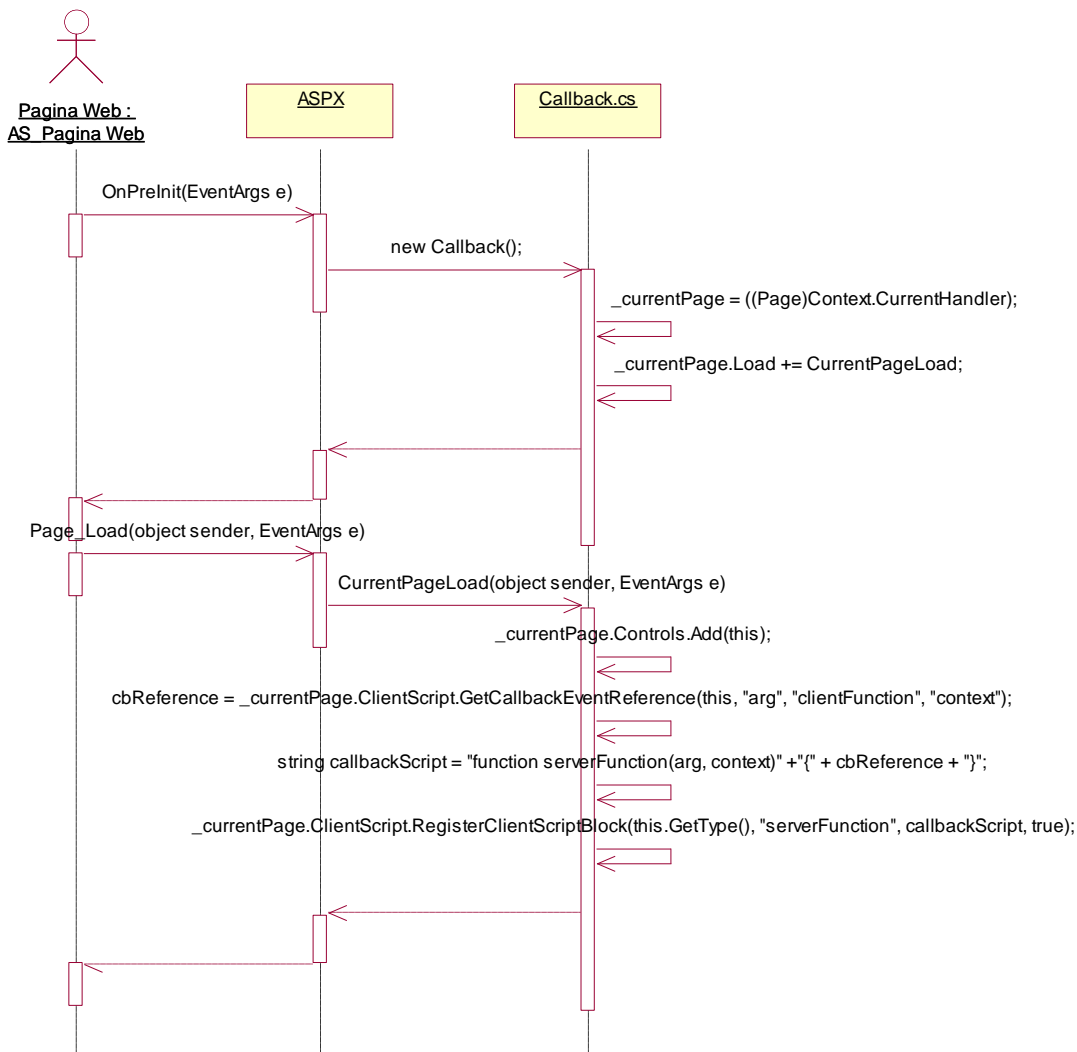 Pagina Web :
AS_Pagina Web
ASPX
Callback.cs
OnPreInit(EventArgs e)
new Callback();
_currentPage = ((Page)Context.CurrentHandler);
_currentPage.Load += CurrentPageLoad;
Page_Load(object sender, EventArgs e)
CurrentPageLoad(object sender, EventArgs e)
_currentPage.Controls.Add(this);
cbReference = _currentPage.ClientScript.GetCallbackEventReference(this, "arg", "clientFunction", "context");
string callbackScript = "function serverFunction(arg, context)" +"{" + cbReference + "}";
_currentPage.ClientScript.RegisterClientScriptBlock(this.GetType(), "serverFunction", callbackScript, true);